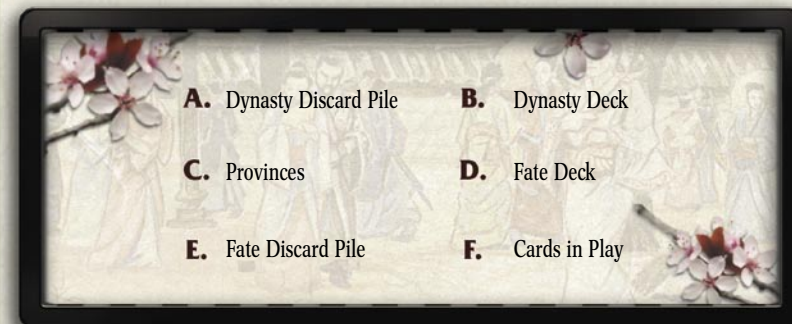 A. Dynasty Discard Pile B. Dynasty Deck
C. Provinces D. Fate Deck
E. Fate Discard Pile F. Cards in Play